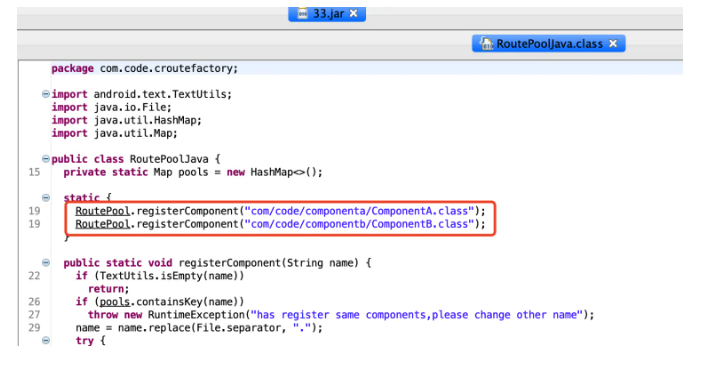 33.jar
RoutePoolJava.class
package com.code.croutefactory;
import android.text.TextUtils;
import java.io.File;
import java.util.HashMap;
import java.util.Map;
public class RoutePoolJava {
15 private static Map pools = new HashMap<>();
static {
19 RoutePool.registerComponent("com/code/componenta/ComponentA.class");
19 RoutePool.registerComponent("com/code/componentb/ComponentB.class");
}
public static void registerComponent(String name) {
22 if (TextUtils.isEmpty(name))
return;
26 if (pools.containsKey(name))
27 throw new RuntimeException("has register same components,please change other name");
29 name = name.replace(File.separator, ".");
try {